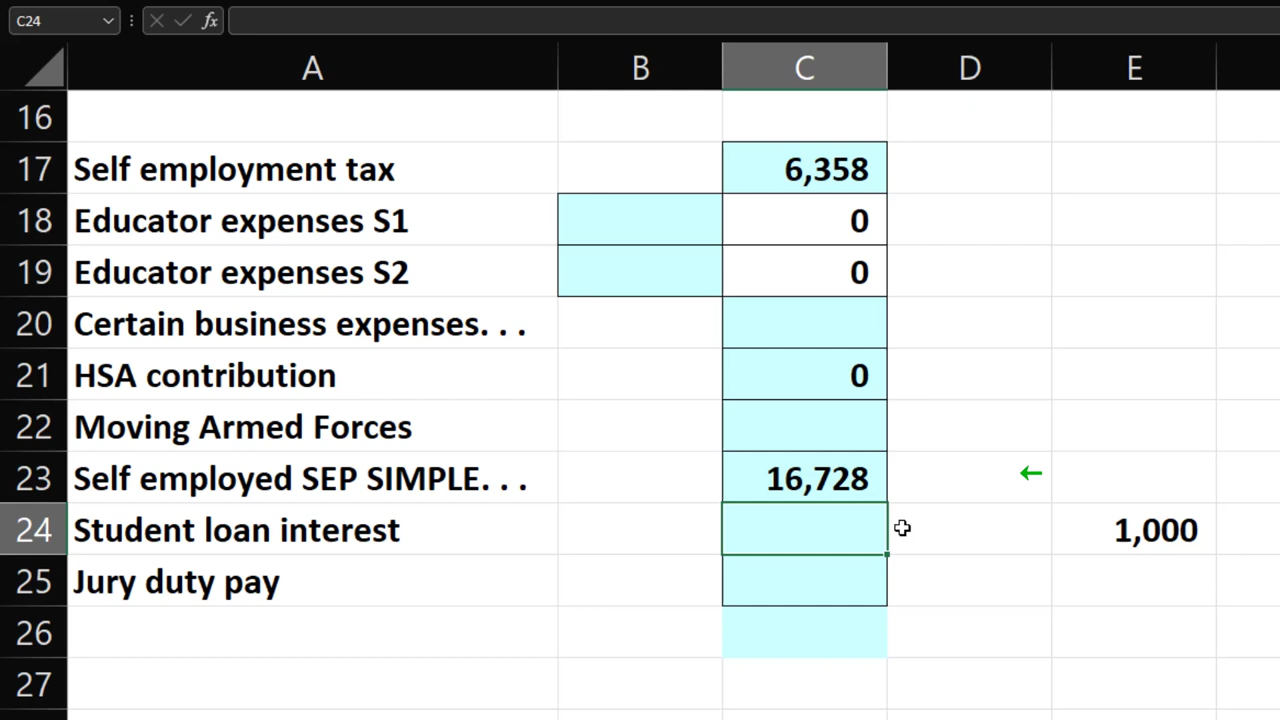 C24 fx
A B C D E
16
17 Self employment tax 6,358
18 Educator expenses S1 0
19 Educator expenses S2 0
20 Certain business expenses. . .
21 HSA contribution 0
22 Moving Armed Forces
23 Self employed SEP SIMPLE. . . 16,728
24 Student loan interest 1,000
25 Jury duty pay
26
27